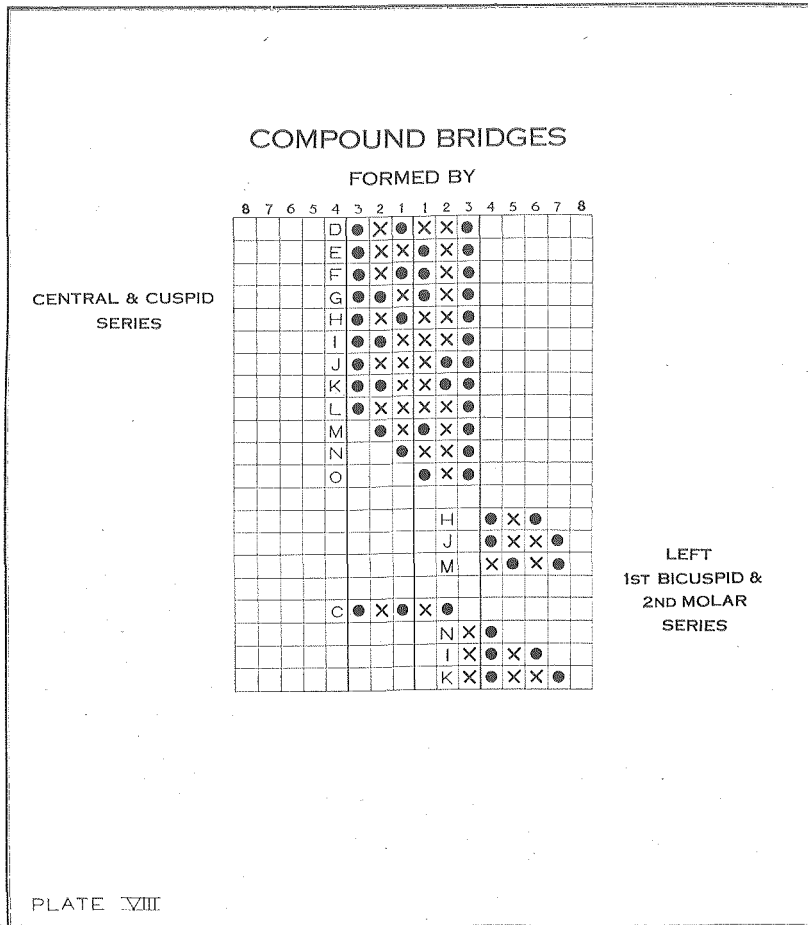 COMPOUND BRIDGES
FORMED BY
8 7 6 5 4 3 2 1 1 2 3 4 5 6 7 8
CENTRAL & CUSPID
SERIES
D ● X ● X X ●
E ● X X ● X ●
F ● X ● ● X ●
G ● ● X ● X ●
H ● X ● X X ●
I ● ● X X X ●
J ● X X X ● ●
K ● ● X X ● ●
L ● X X X X ●
M ● X ● X ●
N ● X X ●
O ● X ●
H ● X ●
J ● X X ●
M X ● X ●
LEFT
1ST BICUSPID &
2ND MOLAR
SERIES
C ● X ● X ●
N X ●
I X ● X ●
K X ● X X ●
PLATE VIII